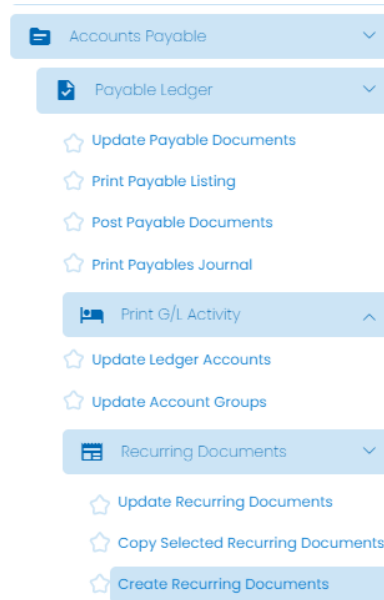 Accounts Payable
Payable Ledger
Update Payable Documents
Print Payable Listing
Post Payable Documents
Print Payables Journal
Print G/L Activity
Update Ledger Accounts
Update Account Groups
Recurring Documents
Update Recurring Documents
Copy Selected Recurring Documents
Create Recurring Documents